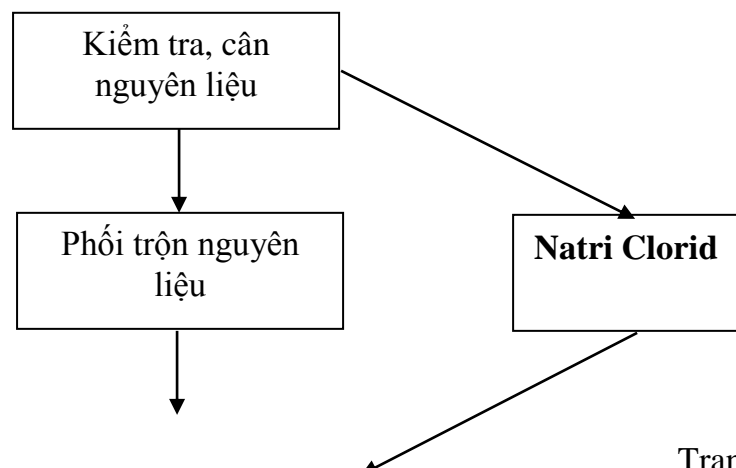 Kiểm tra, cân
nguyên liệu
Phối trộn nguyên
liệu
Natri Clorid